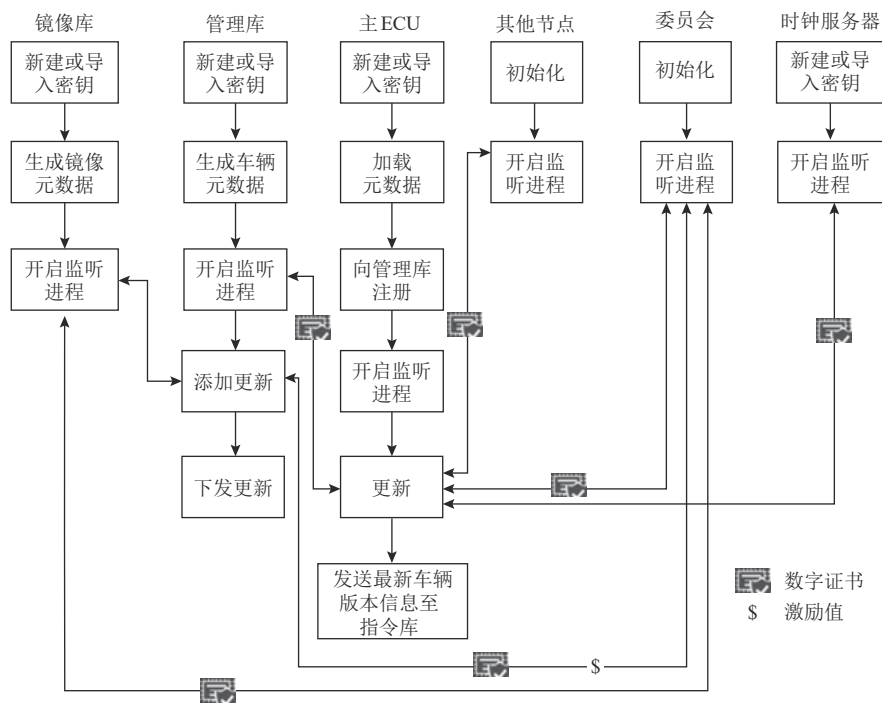 镜像库
管理库
主ECU
其他节点
委员会
时钟服务器
新建或导
入密钥
新建或导
入密钥
新建或导
入密钥
初始化
初始化
新建或导
入密钥
生成镜像
元数据
生成车辆
元数据
加载
元数据
开启监
听进程
开启监
听进程
开启监听
进程
开启监听
进程
开启监听
进程
向管理库
注册
添加更新
开启监听
进程
下发更新
更新
发送最新车辆
版本信息至
指令库
数字证书
$ 激励值
$